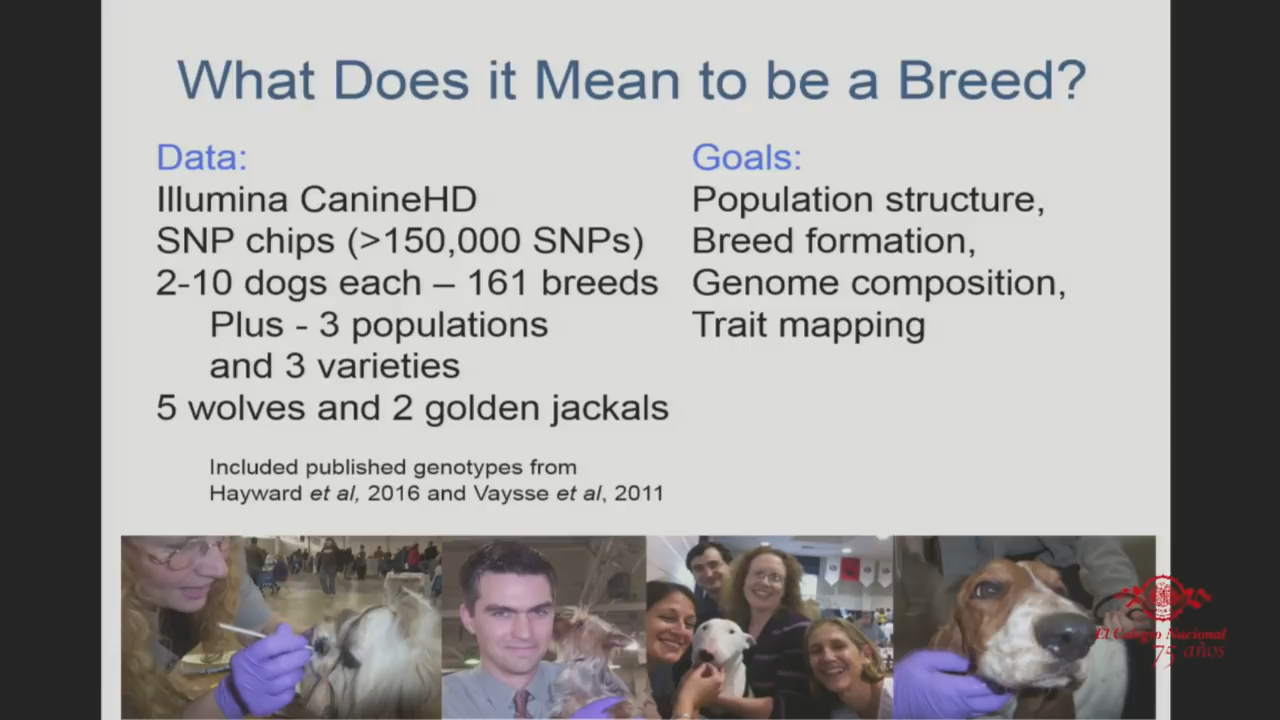 What Does it Mean to be a Breed?
Data:
Illumina CanineHD
SNP chips (>150,000 SNPs)
2-10 dogs each – 161 breeds
Plus - 3 populations
and 3 varieties
5 wolves and 2 golden jackals
Included published genotypes from
Hayward et al, 2016 and Vaysse et al, 2011
Goals:
Population structure,
Breed formation,
Genome composition,
Trait mapping
El Colegio Nacional
75 años